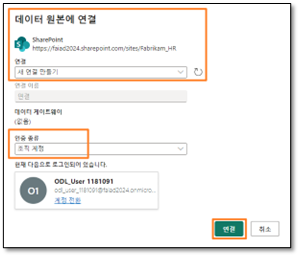 데이터 원본에 연결
SharePoint
https://faiad2024.sharepoint.com/sites/Fabrikam_HR
연결
새 연결 만들기
연결 이름
연결
데이터 게이트웨이
(없음)
인증 종류
조직 계정
현재 다음으로 로그인되어 있습니다.
O1
ODL_User 1181091
odl_user_1181091@faiad2024.onmicro...
계정 전환
연결
취소